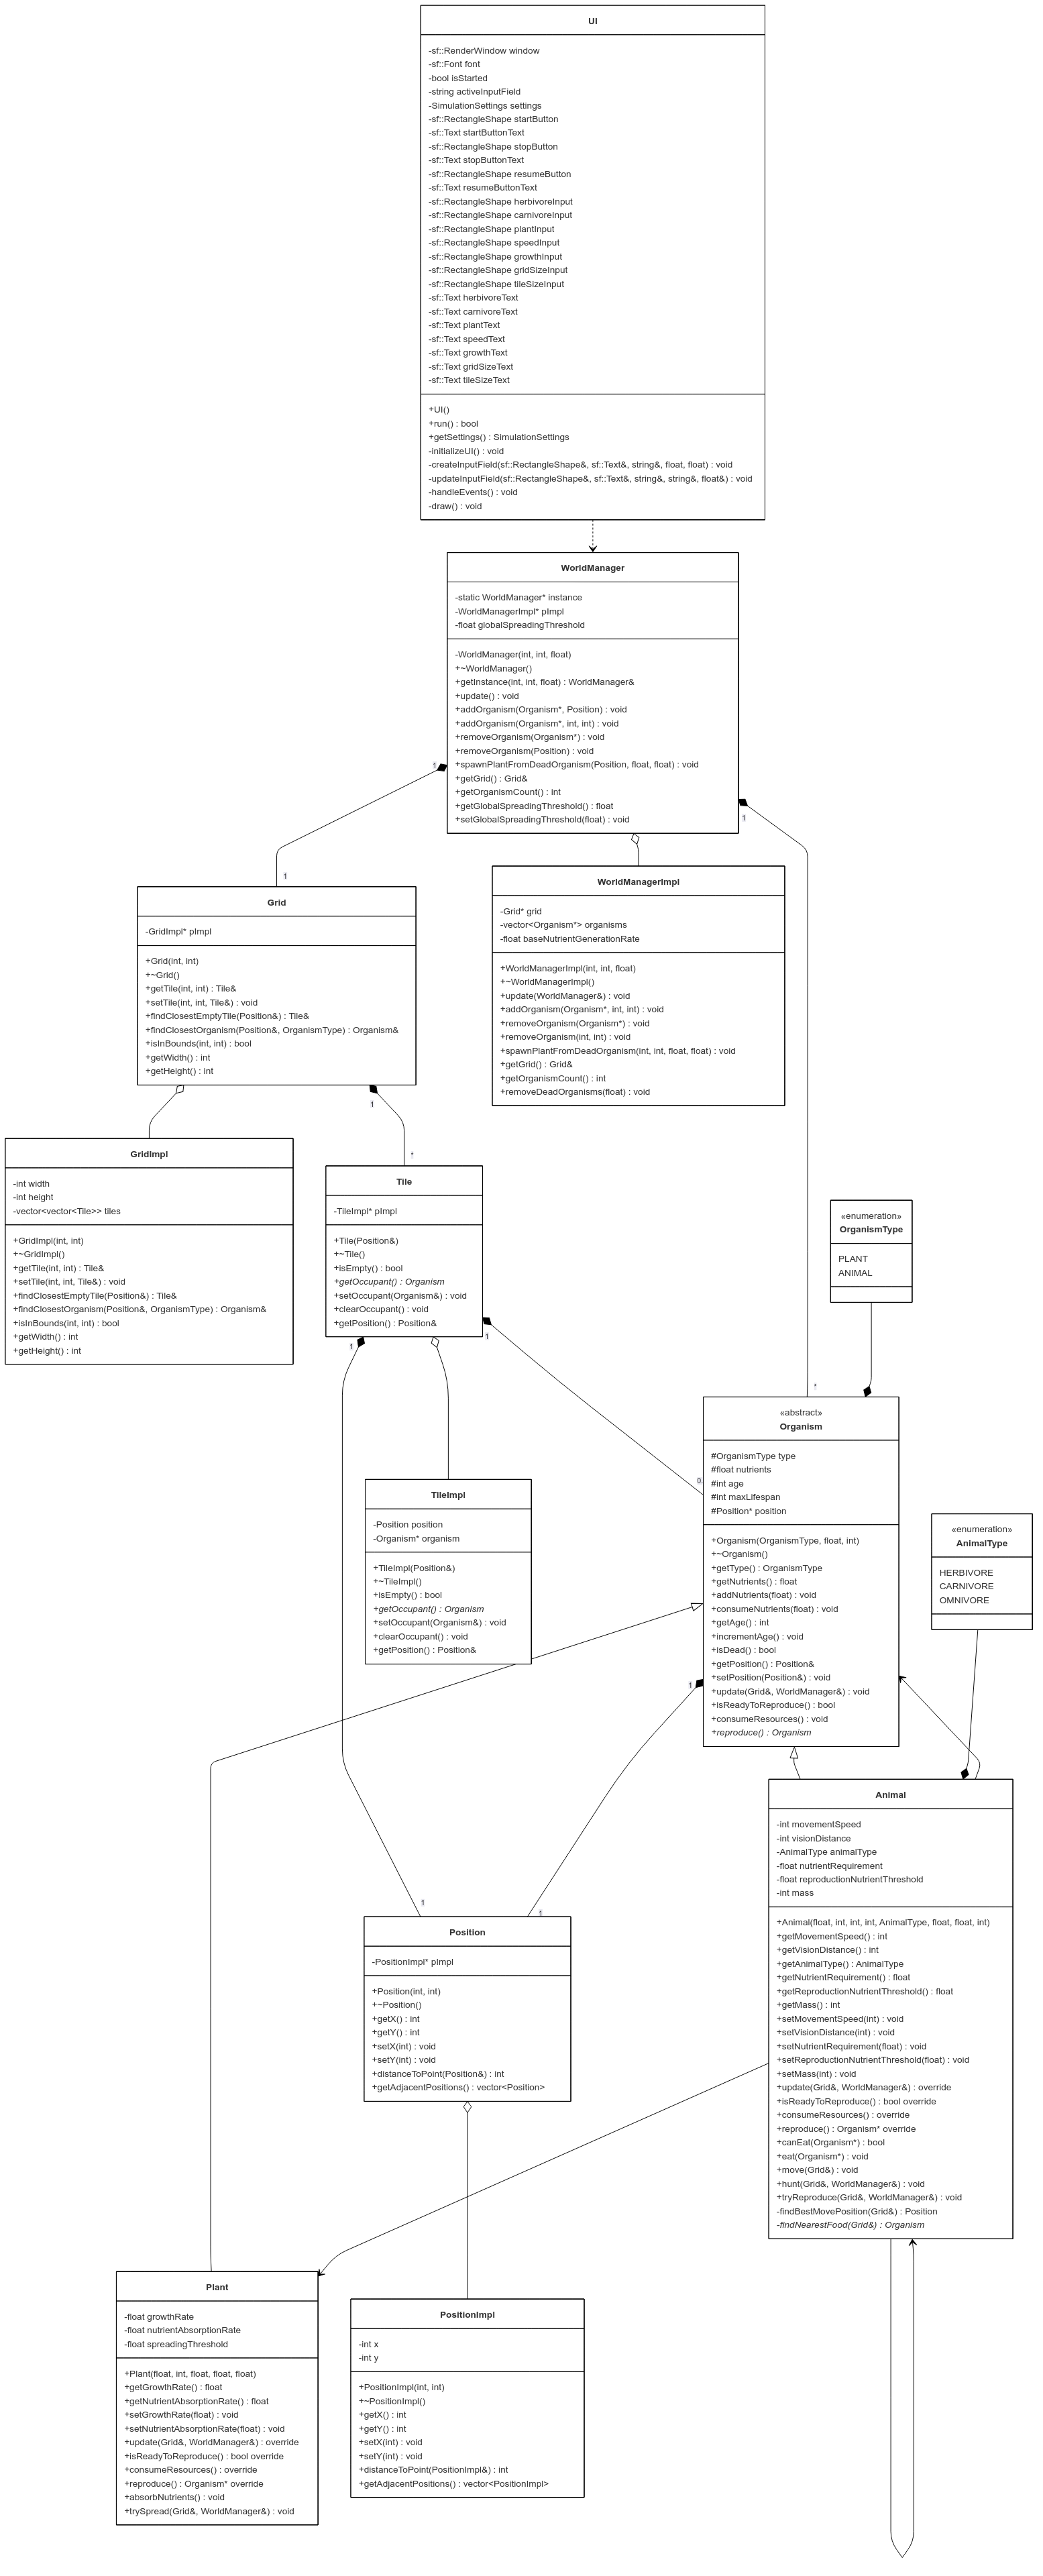 UI
-sf::RenderWindow window
-sf::Font font
-bool isStarted
-string activeInputField
-SimulationSettings settings
-sf::RectangleShape startButton
-sf::Text startButtonText
-sf::RectangleShape stopButton
-sf::Text stopButtonText
-sf::RectangleShape resumeButton
-sf::Text resumeButtonText
-sf::RectangleShape herbivoreInput
-sf::RectangleShape carnivoreInput
-sf::RectangleShape plantInput
-sf::RectangleShape speedInput
-sf::RectangleShape growthInput
-sf::RectangleShape gridSizeInput
-sf::RectangleShape tileSizeInput
-sf::Text herbivoreText
-sf::Text carnivoreText
-sf::Text plantText
-sf::Text speedText
-sf::Text growthText
-sf::Text gridSizeText
-sf::Text tileSizeText
+UI()
+run() : bool
+getSettings() : SimulationSettings
-initializeUI() : void
-createInputField(sf::RectangleShape&, sf::Text&, string&, float, float) : void
-updateInputField(sf::RectangleShape&, sf::Text&, string&, string&, float&) : void
-handleEvents() : void
-draw() : void
WorldManager
-static WorldManager* instance
-WorldManagerImpl* pImpl
-float globalSpreadingThreshold
-WorldManager(int, int, float)
+~WorldManager()
+getInstance(int, int, float) : WorldManager&
+update() : void
+addOrganism(Organism*, Position) : void
+addOrganism(Organism*, int, int) : void
+removeOrganism(Organism*) : void
+removeOrganism(Position) : void
+spawnPlantFromDeadOrganism(Position, float, float) : void
+getGrid() : Grid&
+getOrganismCount() : int
+getGlobalSpreadingThreshold() : float
+setGlobalSpreadingThreshold(float) : void
1
1
1
Grid
-GridImpl* pImpl
+Grid(int, int)
+~Grid()
+getTile(int, int) : Tile&
+setTile(int, int, Tile&) : void
+findClosestEmptyTile(Position&) : Tile&
+findClosestOrganism(Position&, OrganismType) : Organism&
+isInBounds(int, int) : bool
+getWidth() : int
+getHeight() : int
WorldManagerImpl
-Grid* grid
-vector<Organism*> organisms
-float baseNutrientGenerationRate
+WorldManagerImpl(int, int, float)
+~WorldManagerImpl()
+update(WorldManager&) : void
+addOrganism(Organism*, int, int) : void
+removeOrganism(Organism*) : void
+removeOrganism(int, int) : void
+spawnPlantFromDeadOrganism(int, int, float, float) : void
+getGrid() : Grid&
+getOrganismCount() : int
+removeDeadOrganisms(float) : void
1
*
GridImpl
-int width
-int height
-vector<vector<Tile>> tiles
+GridImpl(int, int)
+~GridImpl()
+getTile(int, int) : Tile&
+setTile(int, int, Tile&) : void
+findClosestEmptyTile(Position&) : Tile&
+findClosestOrganism(Position&, OrganismType) : Organism&
+isInBounds(int, int) : bool
+getWidth() : int
+getHeight() : int
Tile
-TileImpl* pImpl
+Tile(Position&)
+~Tile()
+isEmpty() : bool
+getOccupant() : Organism
+setOccupant(Organism&) : void
+clearOccupant() : void
+getPosition() : Position&
1
1
«enumeration»
OrganismType
PLANT
ANIMAL
*
«abstract»
Organism
#OrganismType type
#float nutrients
#int age
#int maxLifespan
#Position* position
+Organism(OrganismType, float, int)
+~Organism()
+getType() : OrganismType
+getNutrients() : float
+addNutrients(float) : void
+consumeNutrients(float) : void
+getAge() : int
+incrementAge() : void
+isDead() : bool
+getPosition() : Position&
+setPosition(Position&) : void
+update(Grid&, WorldManager&) : void
+isReadyToReproduce() : bool
+consumeResources() : void
+reproduce() : Organism
0.
1
TileImpl
-Position position
-Organism* organism
+TileImpl(Position&)
+~TileImpl()
+isEmpty() : bool
+getOccupant() : Organism
+setOccupant(Organism&) : void
+clearOccupant() : void
+getPosition() : Position&
«enumeration»
AnimalType
HERBIVORE
CARNIVORE
OMNIVORE
Animal
-int movementSpeed
-int visionDistance
-AnimalType animalType
-float nutrientRequirement
-float reproductionNutrientThreshold
-int mass
+Animal(float, int, int, int, AnimalType, float, float, int)
+getMovementSpeed() : int
+getVisionDistance() : int
+getAnimalType() : AnimalType
+getNutrientRequirement() : float
+getReproductionNutrientThreshold() : float
+getMass() : int
+setMovementSpeed(int) : void
+setVisionDistance(int) : void
+setNutrientRequirement(float) : void
+setReproductionNutrientThreshold(float) : void
+setMass(int) : void
+update(Grid&, WorldManager&) : override
+isReadyToReproduce() : bool override
+consumeResources() : override
+reproduce() : Organism* override
+canEat(Organism*) : bool
+eat(Organism*) : void
+move(Grid&) : void
+hunt(Grid&, WorldManager&) : void
+tryReproduce(Grid&, WorldManager&) : void
-findBestMovePosition(Grid&) : Position
-findNearestFood(Grid&) : Organism
1
1
Position
-PositionImpl* pImpl
+Position(int, int)
+~Position()
+getX() : int
+getY() : int
+setX(int) : void
+setY(int) : void
+distanceToPoint(Position&) : int
+getAdjacentPositions() : vector<Position>
Plant
-float growthRate
-float nutrientAbsorptionRate
-float spreadingThreshold
+Plant(float, int, float, float, float)
+getGrowthRate() : float
+getNutrientAbsorptionRate() : float
+setGrowthRate(float) : void
+setNutrientAbsorptionRate(float) : void
+update(Grid&, WorldManager&) : override
+isReadyToReproduce() : bool override
+consumeResources() : override
+reproduce() : Organism* override
+absorbNutrients() : void
+trySpread(Grid&, WorldManager&) : void
PositionImpl
-int x
-int y
+PositionImpl(int, int)
+~PositionImpl()
+getX() : int
+getY() : int
+setX(int) : void
+setY(int) : void
+distanceToPoint(PositionImpl&) : int
+getAdjacentPositions() : vector<PositionImpl>